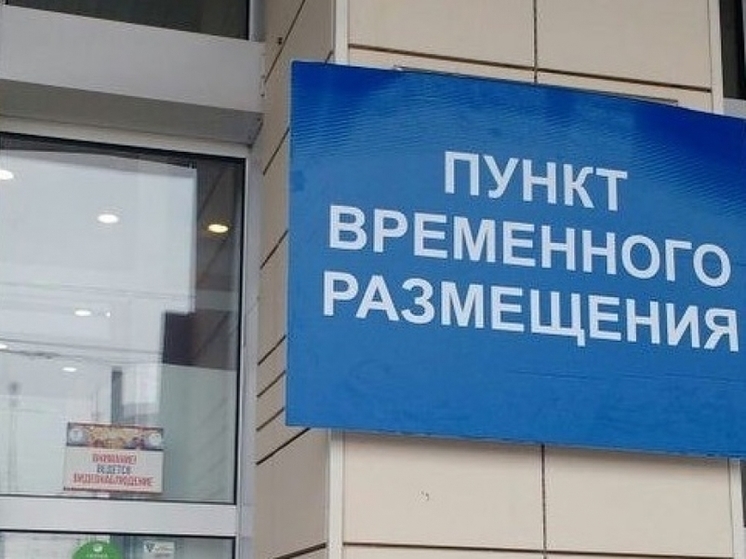 ПУНКТ
ВРЕМЕННОГО
РАЗМЕЩЕНИЯ
ВНИМАНИЕ!
ВЕДЕТСЯ
ВИДЕОНАБЛЮДЕНИЕ